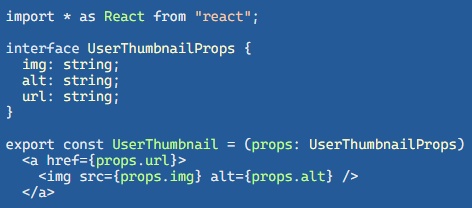 import * as React from "react";
interface UserThumbnailProps {
  img: string;
  alt: string;
  url: string;
}
export const UserThumbnail = (props: UserThumbnailProps)
  <a href={props.url}>
    <img src={props.img} alt={props.alt} />
  </a>